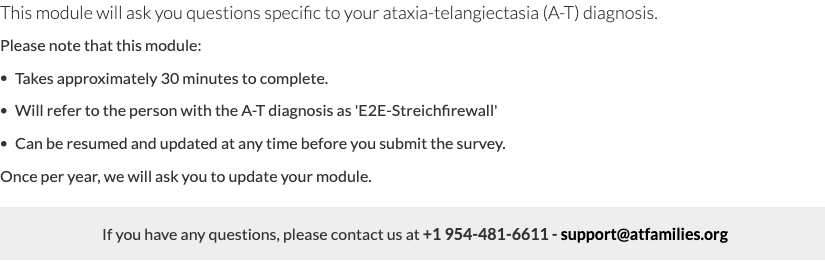 This module will ask you questions specific to your ataxia-telangiectasia (A-T) diagnosis.
Please note that this module:
• Takes approximately 30 minutes to complete.
• Will refer to the person with the A-T diagnosis as 'E2E-Streichfirewall'
• Can be resumed and updated at any time before you submit the survey.
Once per year, we will ask you to update your module.
If you have any questions, please contact us at +1 954-481-6611 - support@atfamilies.org